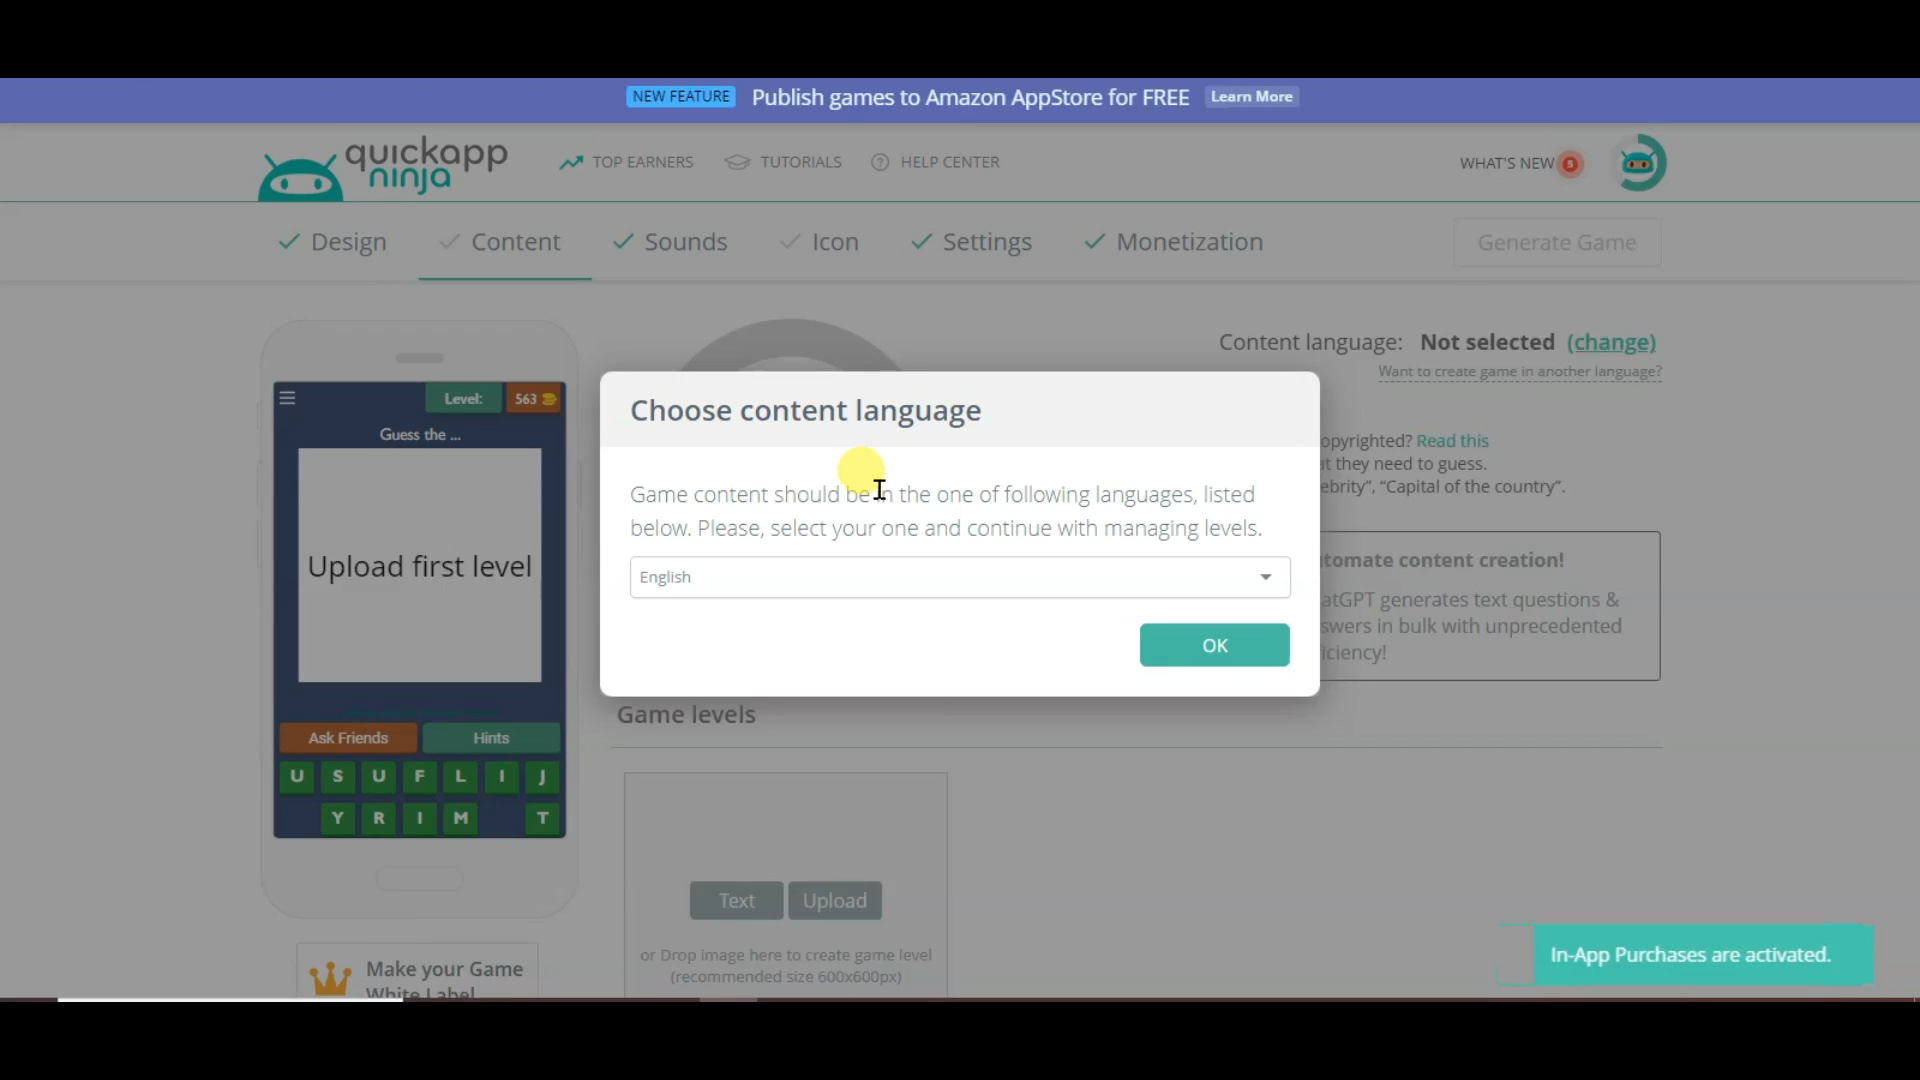 NEW FEATURE Publish games to Amazon AppStore for FREE Learn More
quickapp
ninja
TOP EARNERS TUTORIALS HELP CENTER
WHAT'S NEW 5
Design Content Sounds Icon Settings Monetization Generate Game
Content language: Not selected (change)
Want to create game in another language?
Level: 563
Guess the ...
Upload first level
Ask Friends Hints
U S U F L I J
Y R I M T
Make your Game
White Label
Choose content language
Game content should be in the one of following languages, listed
below. Please, select your one and continue with managing levels.
English
OK
opyrighted? Read this
at they need to guess.
ebrity”, “Capital of the country”.
tomate content creation!
atGPT generates text questions &
swers in bulk with unprecedented
iciency!
Game levels
Text Upload
or Drop image here to create game level
(recommended size 600x600px)
In-App Purchases are activated.